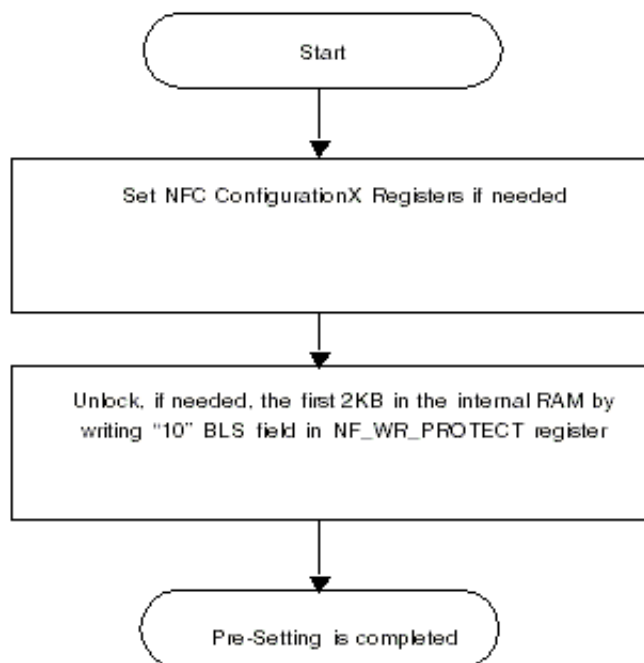 Start
Set NFC ConfigurationX Registers if needed
Unlock, if needed, the first 2KB in the internal RAM by
writing “10” BLS field in NF_WR_PROTECT register
Pre-Setting is completed